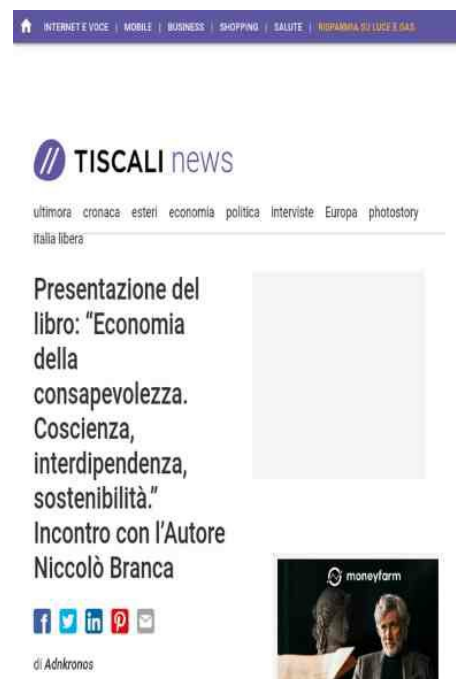 INTERNET E VOCE | MOBILE | BUSINESS | SHOPPING | SALUTE | RISPARMIA SU LUCE E GAS
TISCALI news
ultimora cronaca esteri economia politica interviste Europa photostory
italia libera
Presentazione del
libro: “Economia
della
consapevolezza.
Coscienza,
interdipendenza,
sostenibilità.”
Incontro con l’Autore
Niccolò Branca
moneyfarm
di Adnkronos